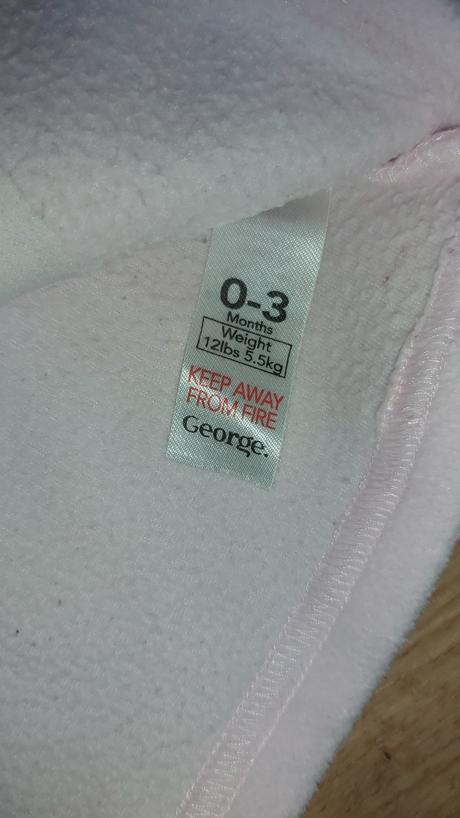 0-3
Months
Weight
12lbs 5.5kg
KEEP AWAY
FROM FIRE
George.